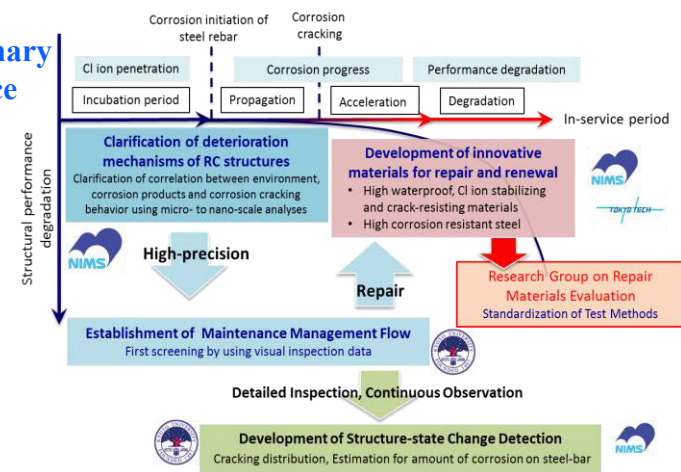 Corrosion initiation of
steel rebar
Corrosion
cracking
nary
ce
Cl ion penetration
Corrosion progress
Performance degradation
Incubation period
Propagation
Acceleration
Degradation
In-service period
Structural performance
degradation
Clarification of deterioration
mechanisms of RC structures
Clarification of correlation between environment,
corrosion products and corrosion cracking
behavior using micro- to nano-scale analyses
Development of innovative
materials for repair and renewal
• High waterproof, Cl ion stabilizing
and crack-resisting materials
• High corrosion resistant steel
NIMS
TOKYO TECH
NIMS
High-precision
Repair
Research Group on Repair
Materials Evaluation
Standardization of Test Methods
Establishment of Maintenance Management Flow
First screening by using visual inspection data
Detailed Inspection, Continuous Observation
Development of Structure-state Change Detection
Cracking distribution, Estimation for amount of corrosion on steel-bar
NIMS